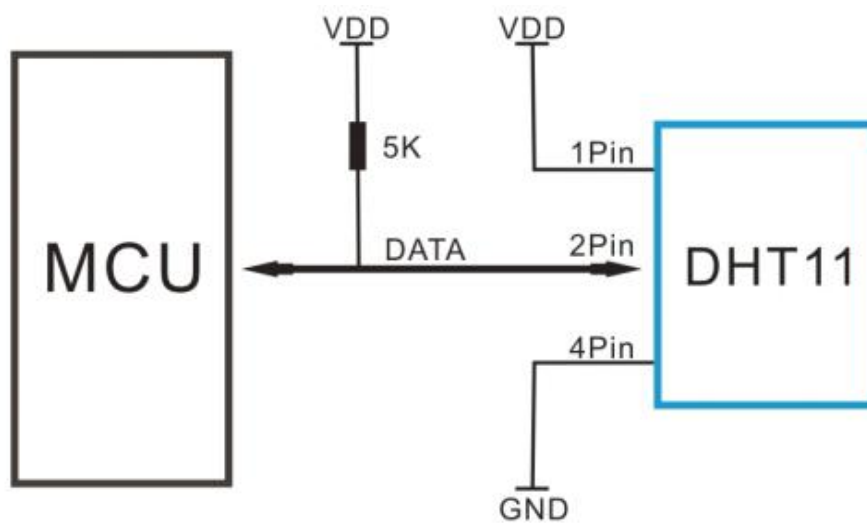 VDD
VDD
5K
1Pin
MCU
DATA
2Pin
DHT11
4Pin
GND